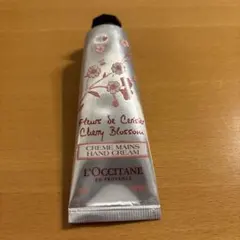 Fleurs de Cerisier
Cherry Blossom
CRÈME MAINS
HAND CREAM
L'OCCITANE
EN PROVENCE